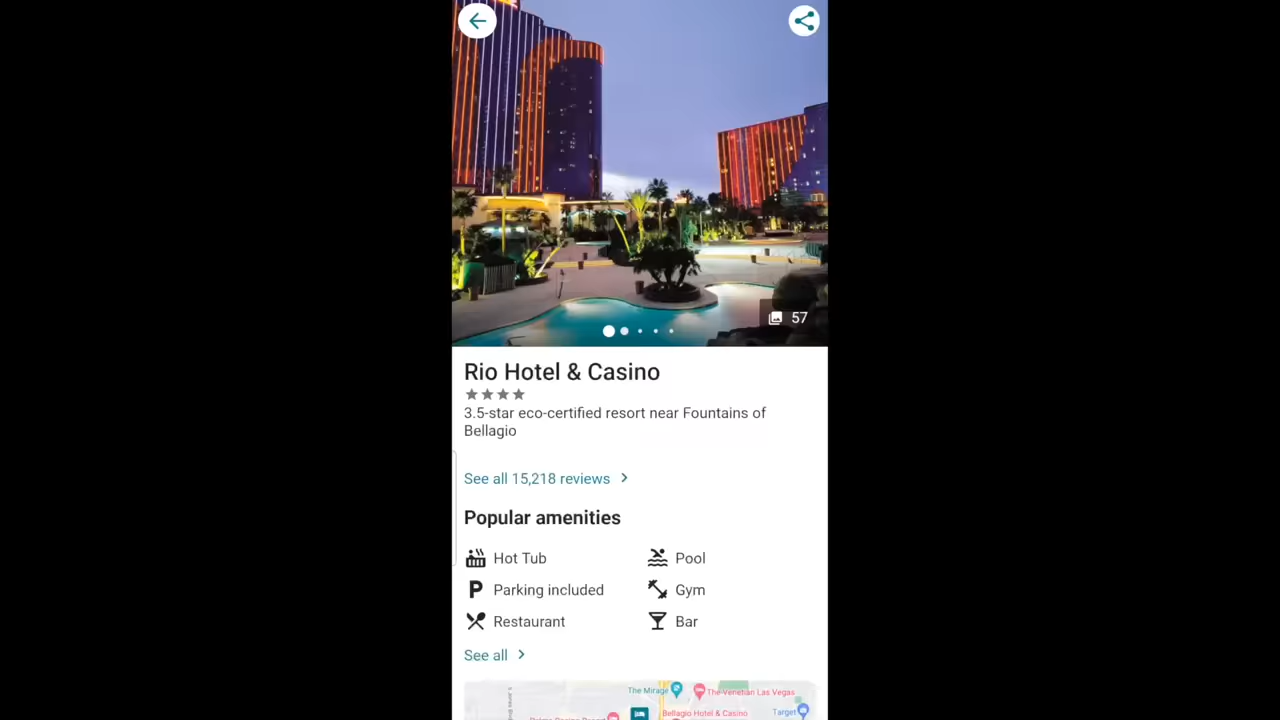 57
Rio Hotel & Casino
3.5-star eco-certified resort near Fountains of
Bellagio
See all 15,218 reviews
Popular amenities
Hot Tub
Pool
P Parking included
Gym
Restaurant
Bar
See all
The Mirage
The Venetian Las Vegas
Bellagio Hotel & Casino
Target